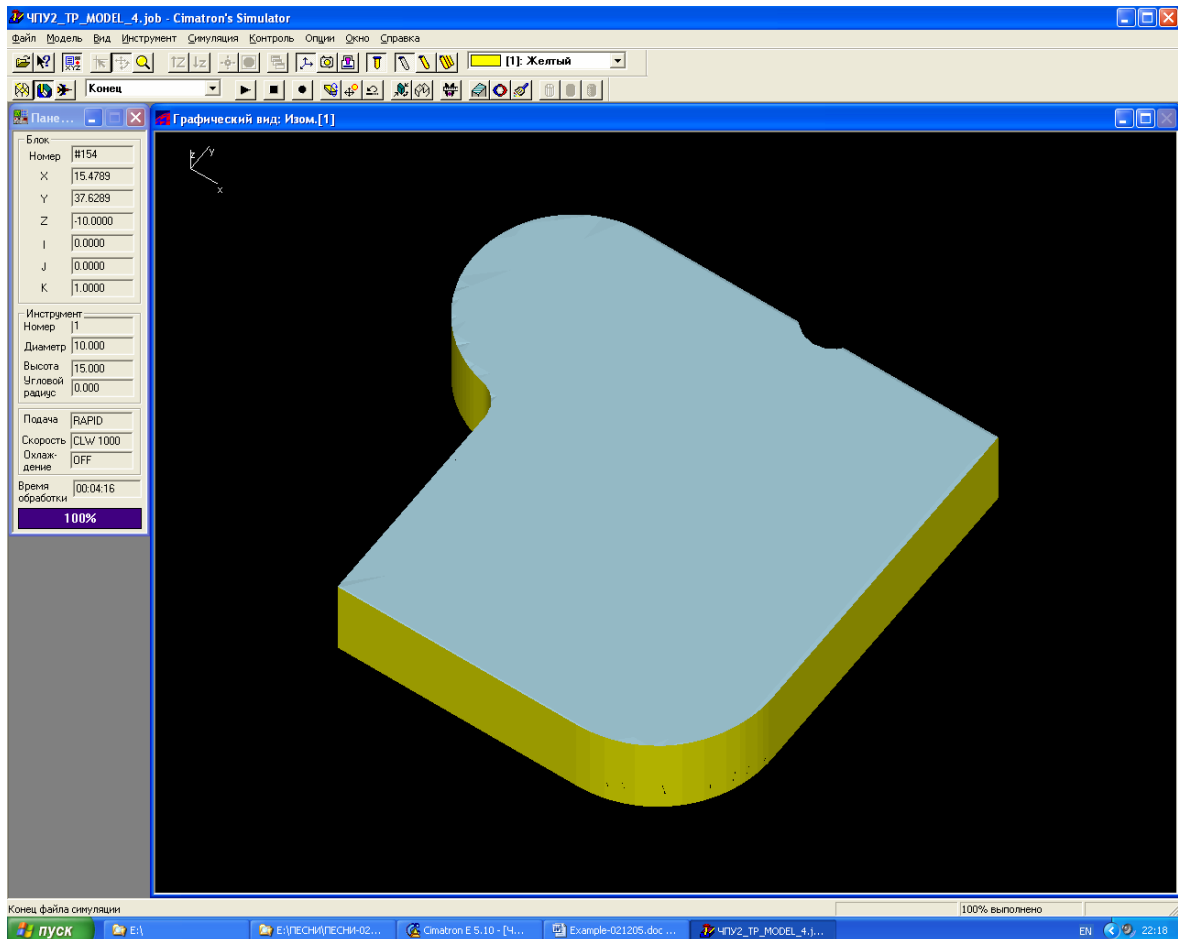 ЧПУ2_TP_MODEL_4.job - Cimatron's Simulator
Файл Модель Вид Инструмент Симуляция Контроль Опции Окно Справка
[1]: Желтый
Конец
Пане...
Графический вид: Изом.[1]
Блок
Номер #154
X 15.4789
Y 37.6289
Z -10.0000
I 0.0000
J 0.0000
K 1.0000
Инструмент
Номер 1
Диаметр 10.000
Высота 15.000
Угловой
радиус 0.000
Подача RAPID
Скорость CLW 1000
Охлаж-
дение OFF
Время
обработки 00:04:16
100%
z y
x
Конец файла симуляции 100% выполнено
пуск E:\ E:\ПЕСНИ\ПЕСНИ-02... Cimatron E 5.10 - [Ч... Example-021205.doc ... ЧПУ2_TP_MODEL_4.j... EN 22:18